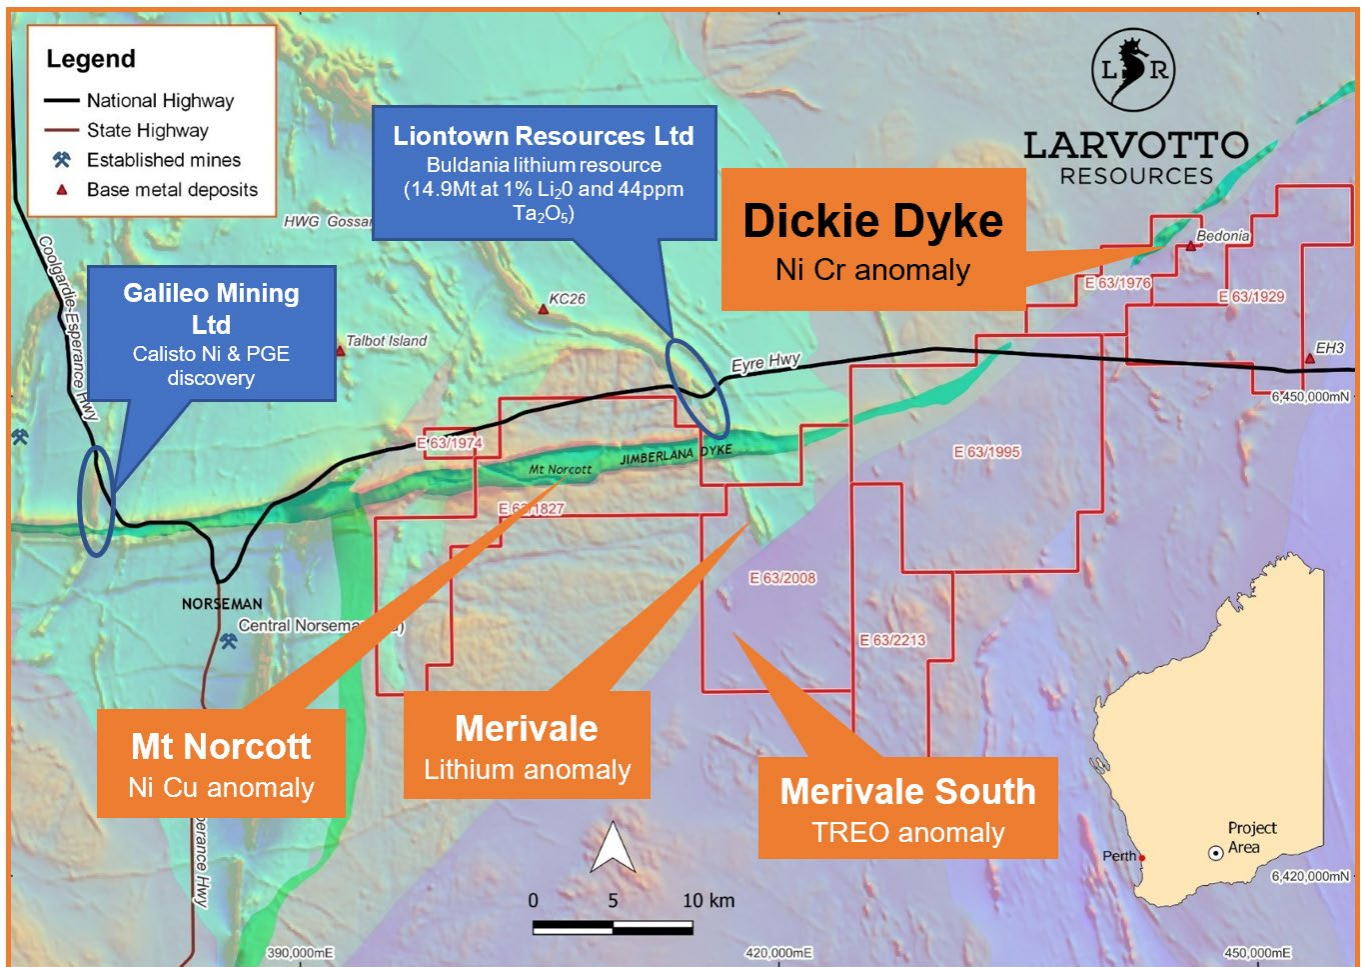 Legend
National Highway
State Highway
Established mines
Base metal deposits
L R
LARVOTTO
RESOURCES
Liontown Resources Ltd
Buldania lithium resource
(14.9Mt at 1% Li₂0 and 44ppm
Ta₂O₅)
Dickie Dyke
Ni Cr anomaly
HWG Gossan
Bedonia
E 63/1976
E 63/1929
Coolgardie-Esperance Hwy
Galileo Mining
Ltd
Calisto Ni & PGE
discovery
KC26
Talbot Island
Eyre Hwy
EH3
6,450,000mN
E 63/1974
Mt Norcott
JIMBERLANA DYKE
E 63/1995
E 63/1827
E 63/2008
NORSEMAN
Central Norseman
E 63/2213
Mt Norcott
Ni Cu anomaly
Merivale
Lithium anomaly
Merivale South
TREO anomaly
perance Hwy
Project
Area
Perth
6,420,000mN
0 5 10 km
390,000mE
420,000mE
450,000mE